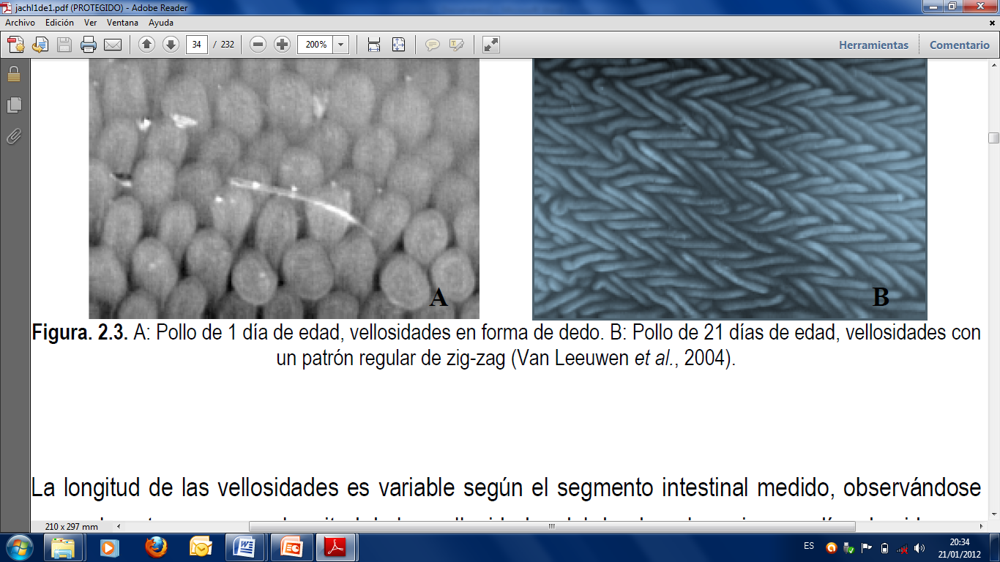 jachl1de1.pdf (PROTEGIDO) - Adobe Reader
Archivo Edición Ver Ventana Ayuda
34 / 232 200% Herramientas Comentario
A B
Figura. 2.3. A: Pollo de 1 día de edad, vellosidades en forma de dedo. B: Pollo de 21 días de edad, vellosidades con
un patrón regular de zig-zag (Van Leeuwen et al., 2004).
La longitud de las vellosidades es variable según el segmento intestinal medido, observándose
210 x 297 mm
ES 20:34
21/01/2012